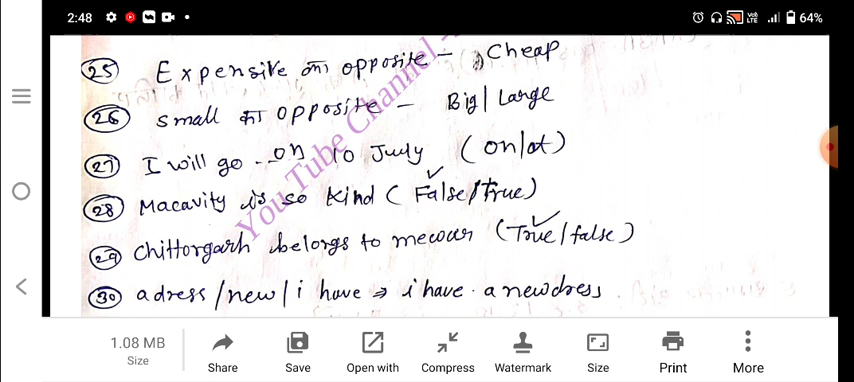 2:48 64%
25 Expensive का opposite - Cheap
26 Small का opposite - Big/Large
27 I will go --on 10 July (on/at)
28 Macavity is so kind (False/True)
29 Chittorgarh belongs to mewar (True/false)
30 a dress/new/i have → i have a new dress.
You Tube Channel -
1.08 MB
Size Share Save Open with Compress Watermark Size Print More